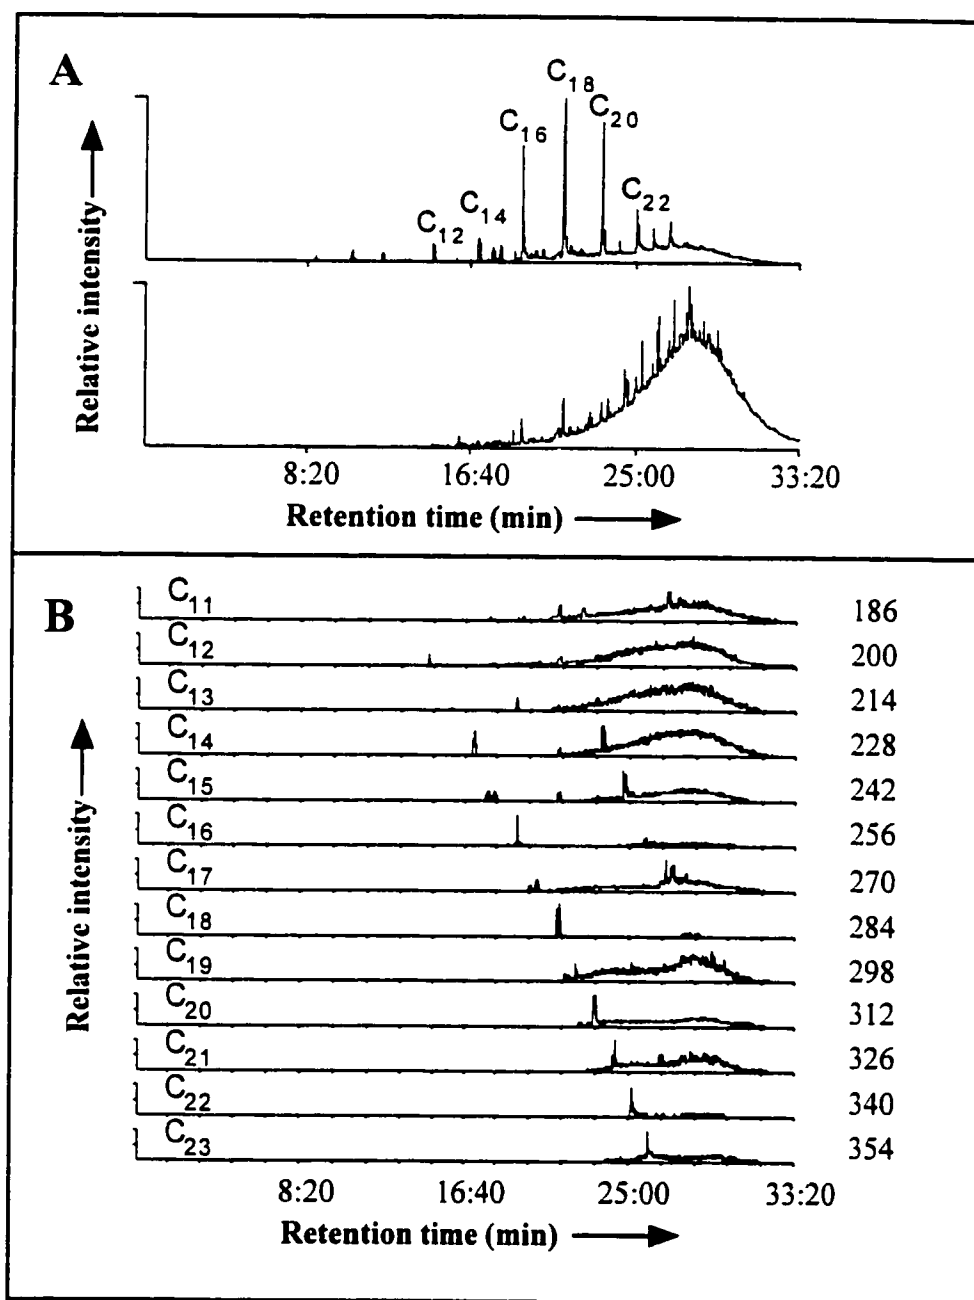 A
C18
C16
C20
C14
C12
C22
Relative intensity
8:20 16:40 25:00 33:20
Retention time (min)
B
C11 186
C12 200
C13 214
C14 228
C15 242
C16 256
C17 270
C18 284
C19 298
C20 312
C21 326
C22 340
C23 354
Relative intensity
8:20 16:40 25:00 33:20
Retention time (min)